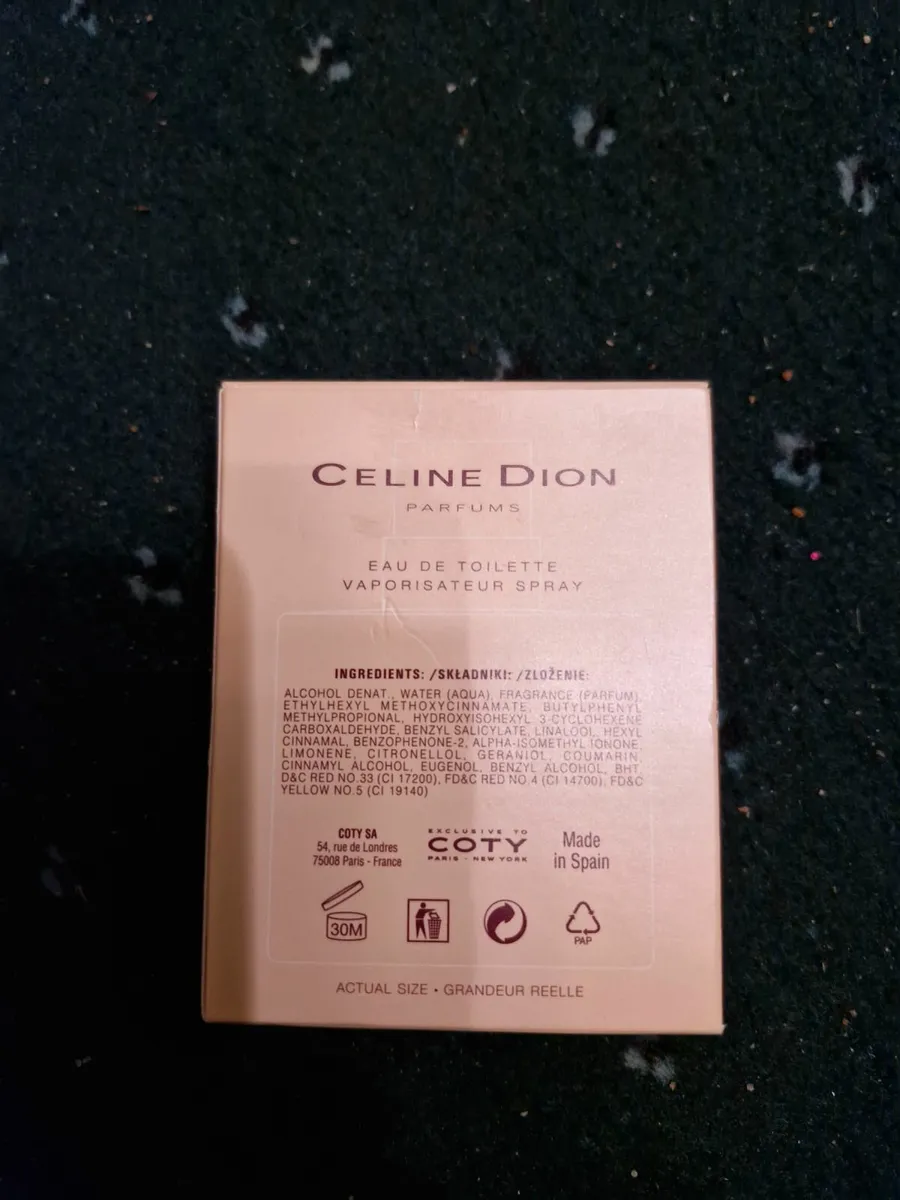 CELINE DION
PARFUMS
EAU DE TOILETTE
VAPORISATEUR SPRAY
INGREDIENTS: /SKŁADNIKI: /ZLOŽENIE:
ALCOHOL DENAT., WATER (AQUA), FRAGRANCE (PARFUM),
ETHYLHEXYL METHOXYCINNAMATE, BUTYLPHENYL
METHYLPROPIONAL, HYDROXYISOHEXYL 3-CYCLOHEXENE
CARBOXALDEHYDE, BENZYL SALICYLATE, LINALOOL, HEXYL
CINNAMAL, BENZOPHENONE-2, ALPHA-ISOMETHYL IONONE,
LIMONENE, CITRONELLOL, GERANIOL, COUMARIN,
CINNAMYL ALCOHOL, EUGENOL, BENZYL ALCOHOL, BHT,
D&C RED NO.33 (CI 17200), FD&C RED NO.4 (CI 14700), FD&C
YELLOW NO.5 (CI 19140)
COTY SA
54, rue de Londres
75008 Paris - France
EXCLUSIVE TO
COTY
PARIS - NEW YORK
Made
in Spain
30M
PAP
ACTUAL SIZE • GRANDEUR REELLE